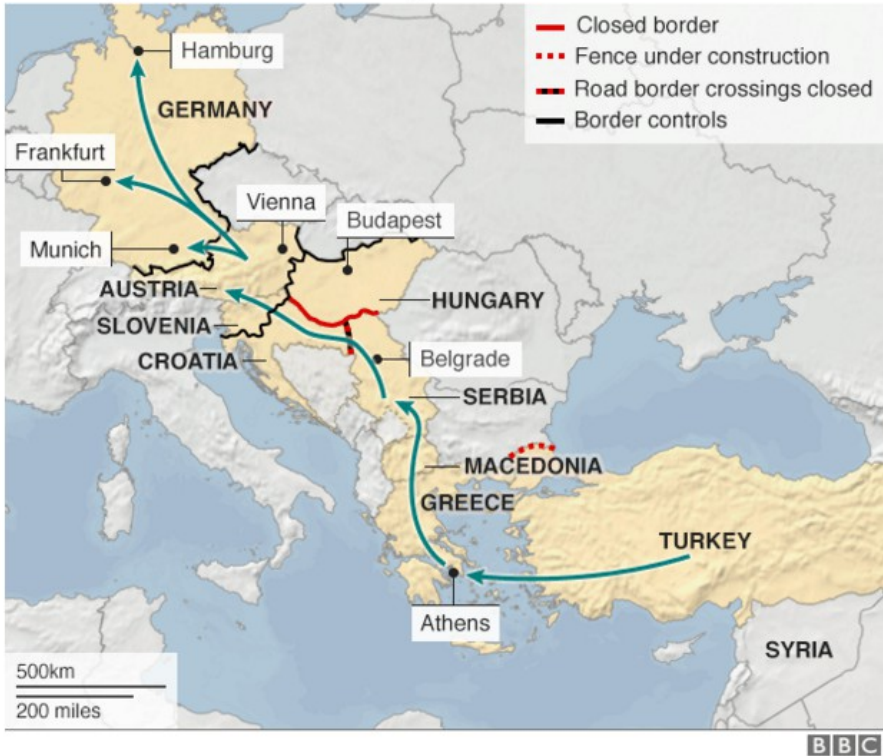 Closed border
Fence under construction
Road border crossings closed
Border controls
Hamburg
GERMANY
Frankfurt
Vienna
Budapest
Munich
AUSTRIA
HUNGARY
SLOVENIA
CROATIA
Belgrade
SERBIA
MACEDONIA
GREECE
TURKEY
Athens
SYRIA
500km
200 miles
BBC